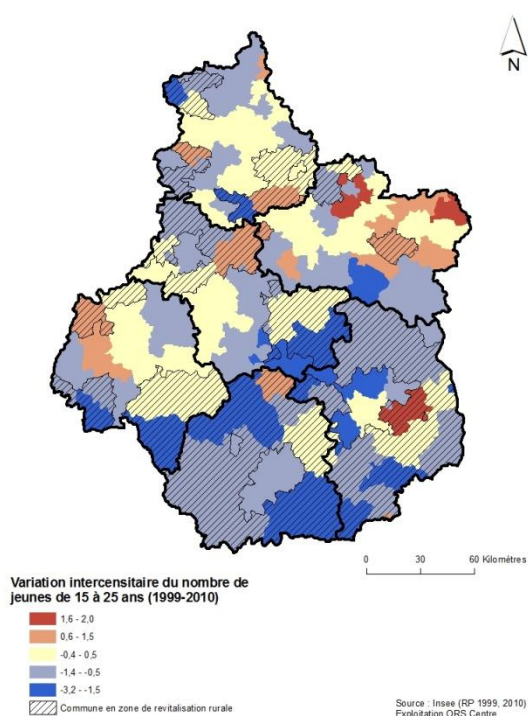 N
0 30 60 Kilométres
Variation intercensitaire du nombre de
jeunes de 15 à 25 ans (1999-2010)
1,6 - 2,0
0,6 - 1,5
-0,4 - 0,5
-1,4 - -0,5
-3,2 - -1,5
Commune en zone de revitalisation rurale
Source : Insee (RP 1999, 2010)
Exploitation ORS Centre